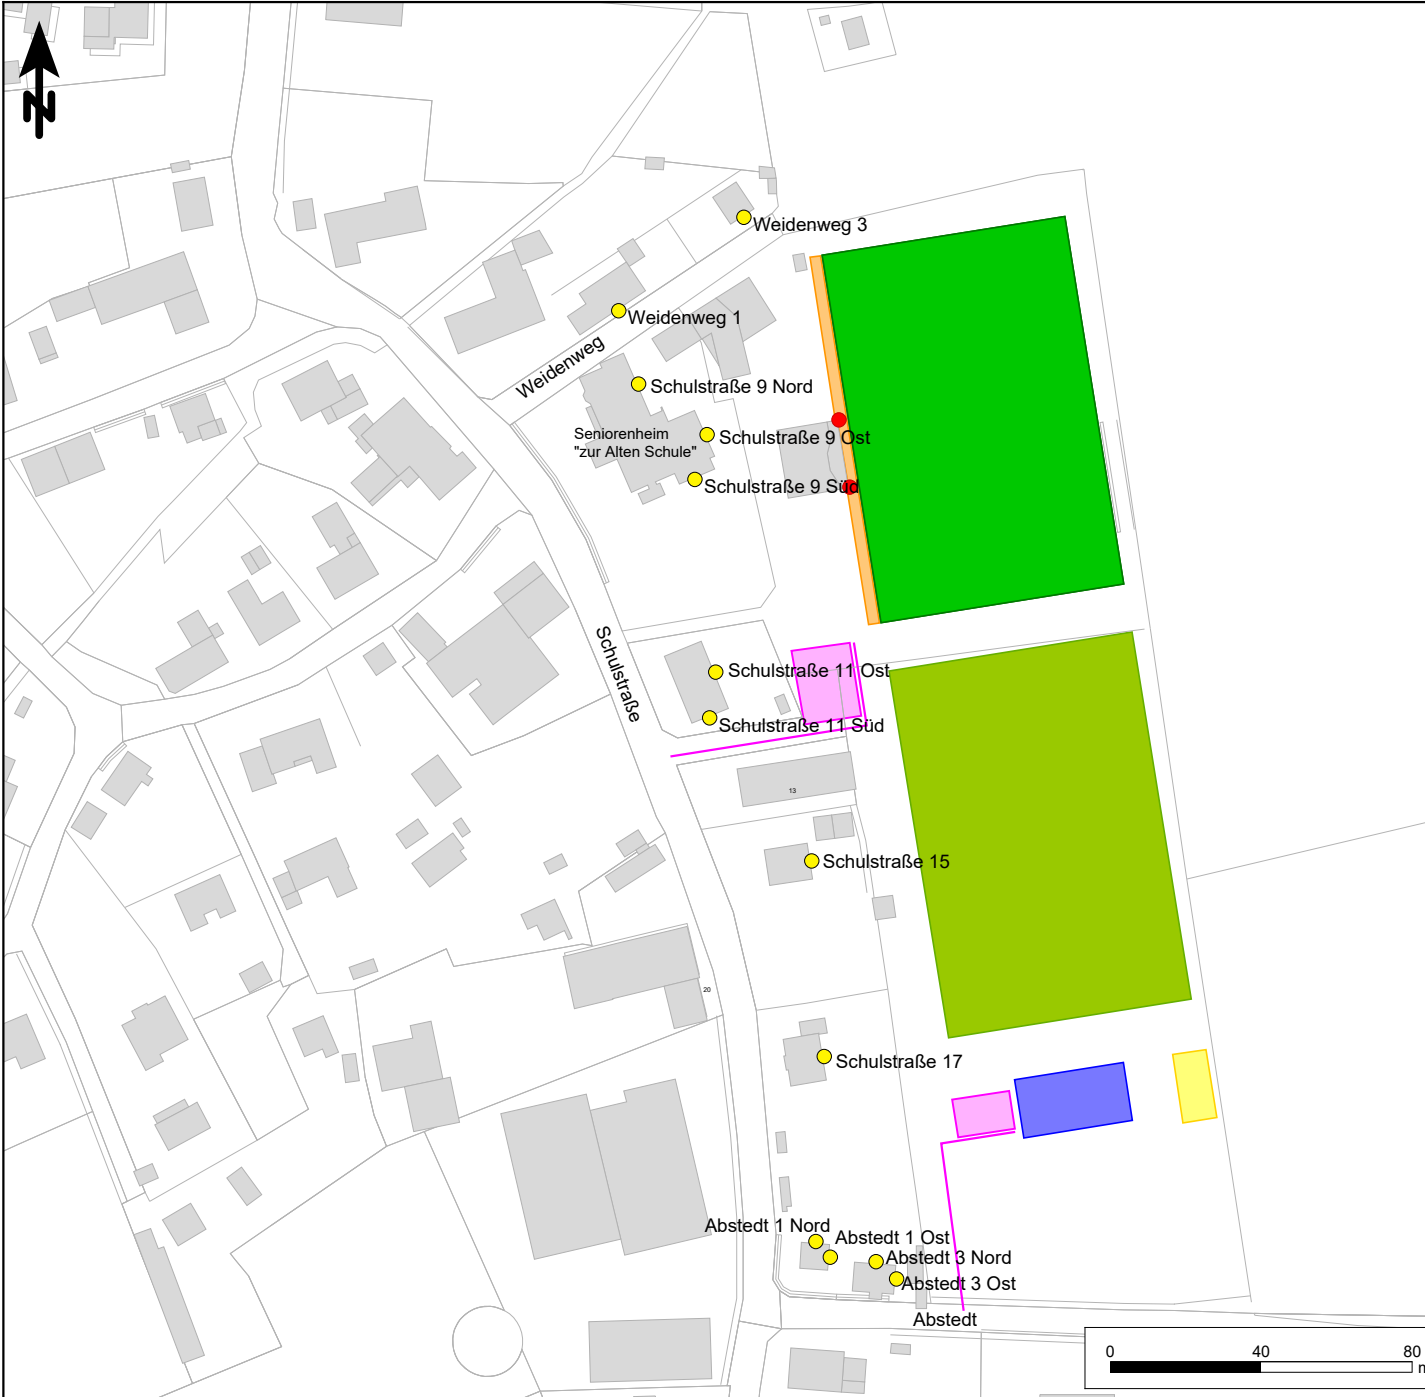 N
Weidenweg 3
Weidenweg 1
Weidenweg
Schulstraße 9 Nord
Seniorenheim
"zur Alten Schule"
Schulstraße 9 Ost
Schulstraße 9 Süd
Schulstraße
Schulstraße 11 Ost
Schulstraße 11 Süd
13
Schulstraße 15
20
Schulstraße 17
Abstedt 1 Nord
Abstedt 1 Ost
Abstedt 3 Nord
Abstedt 3 Ost
Abstedt
0 40 80
m